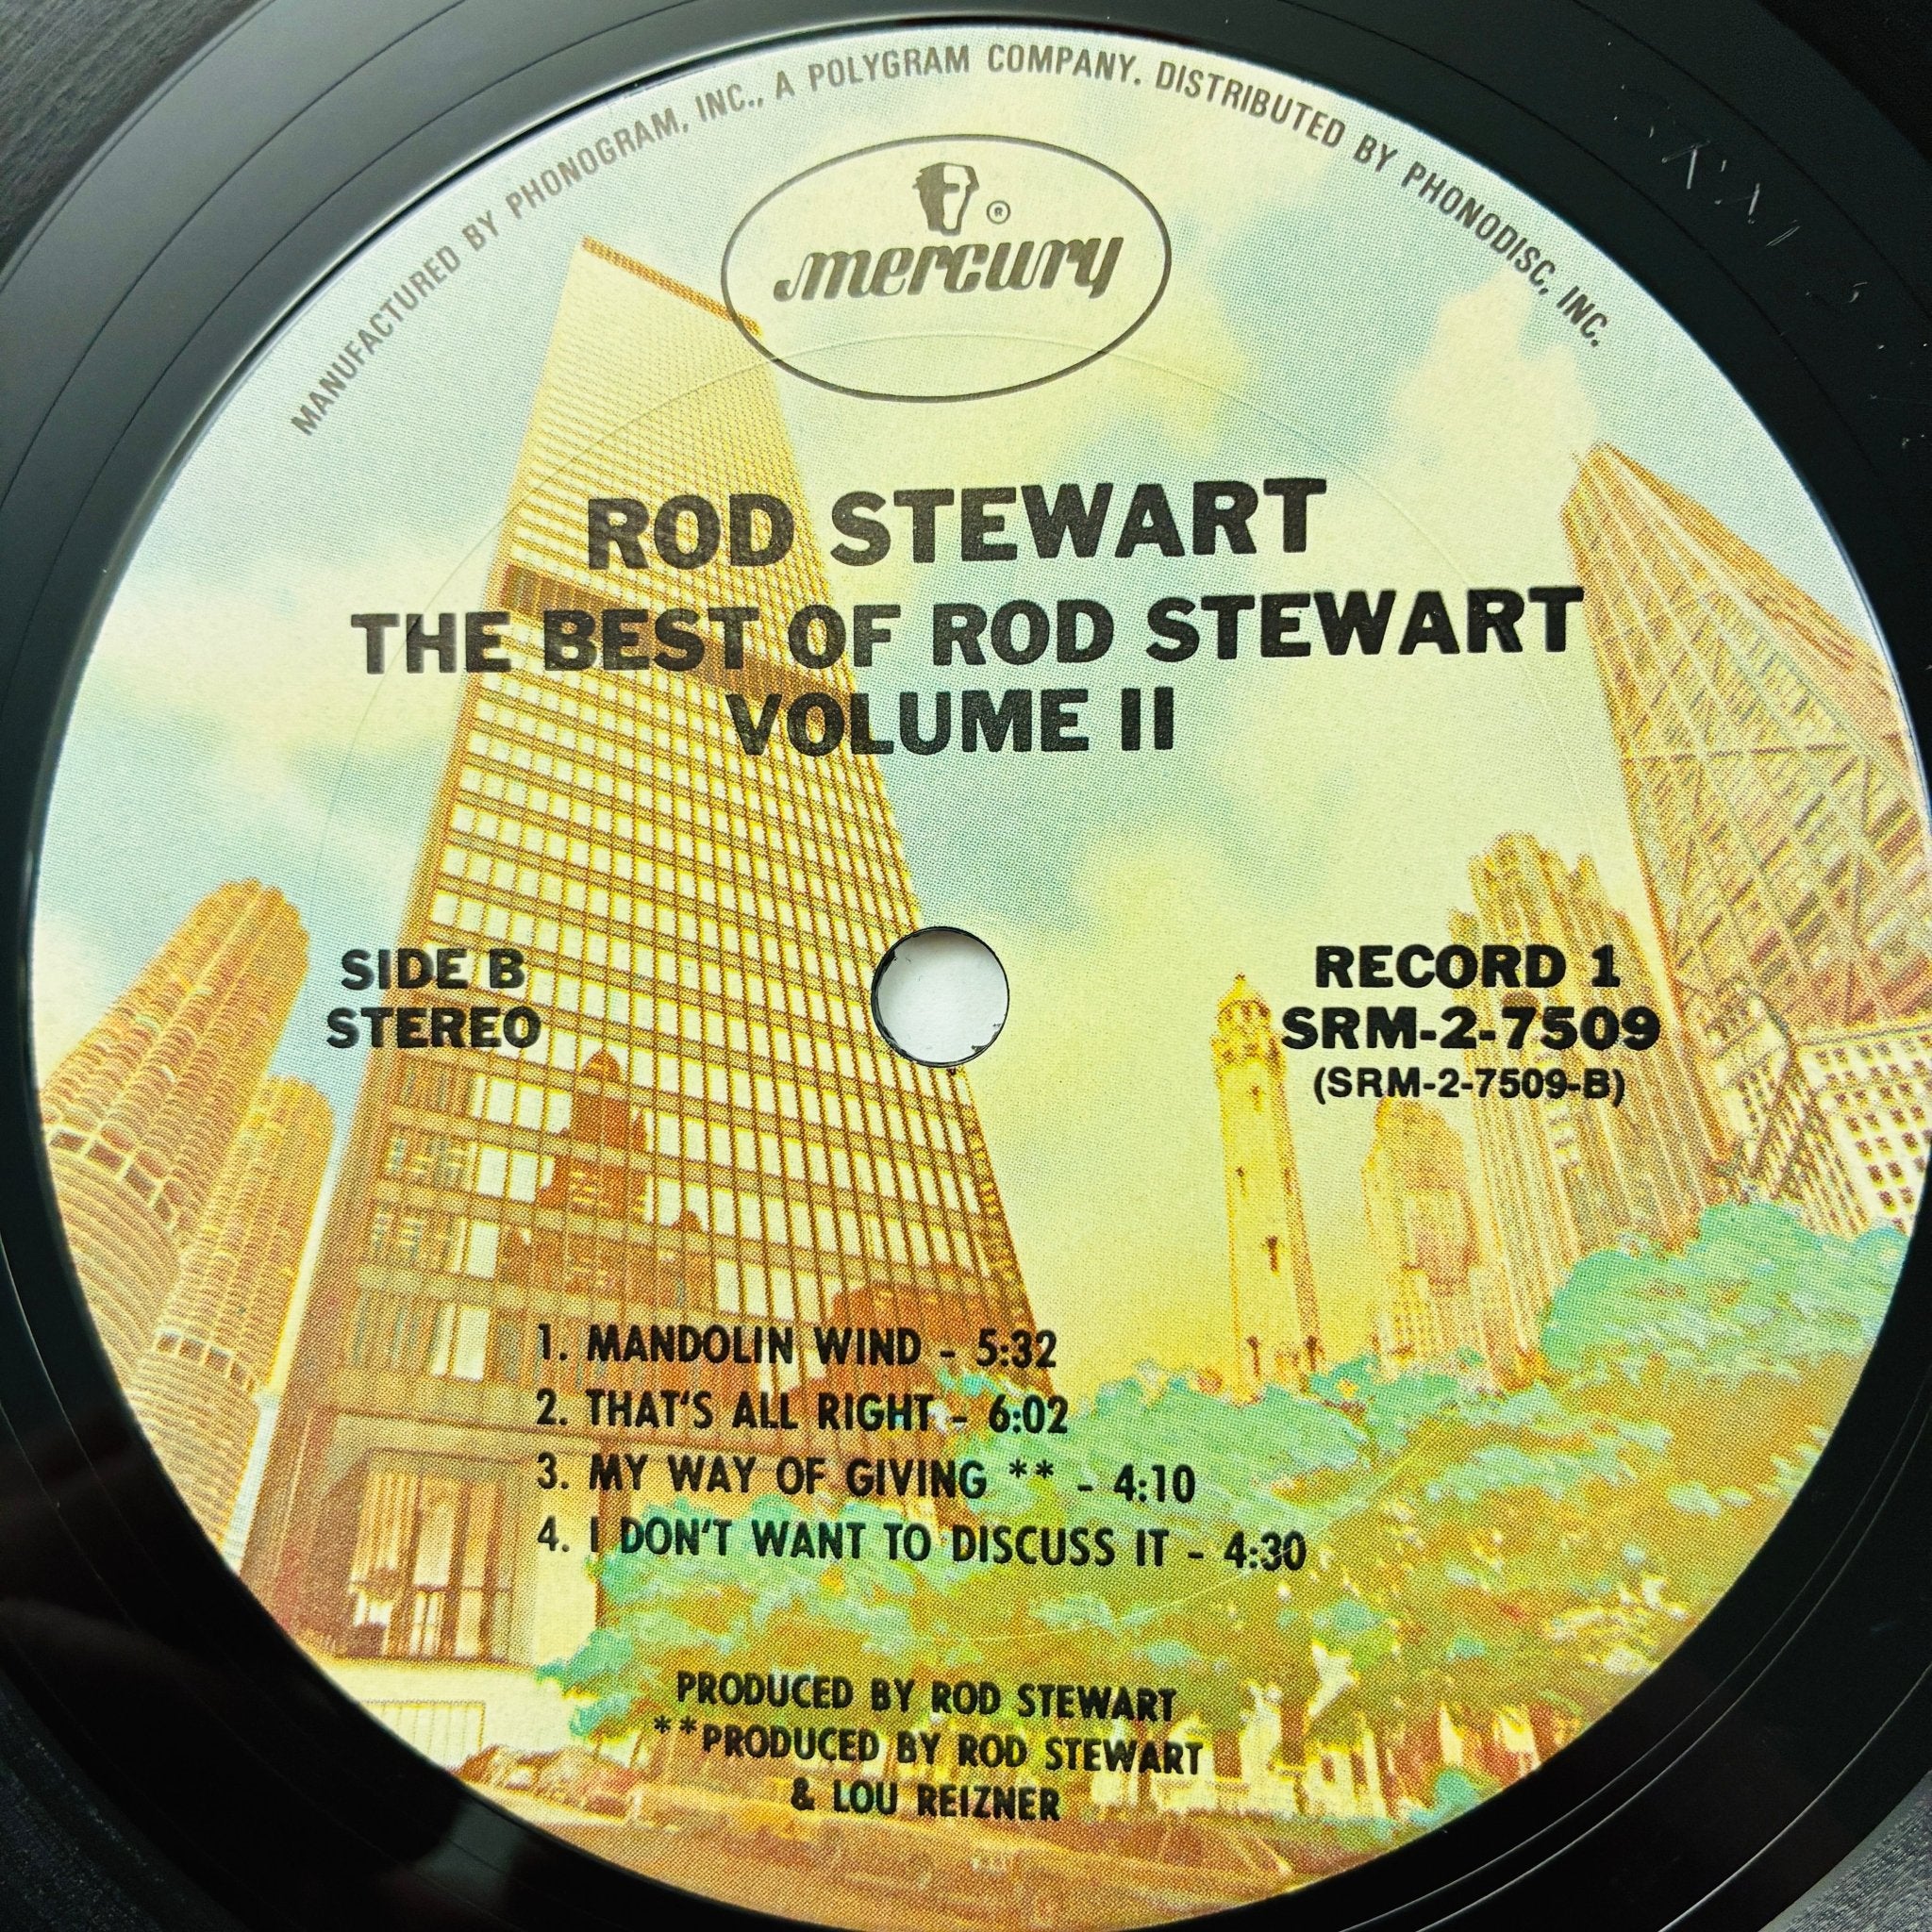 MANUFACTURED BY PHONOGRAM, INC., A POLYGRAM COMPANY. DISTRIBUTED BY PHONODISC, INC.
®
mercury
ROD STEWART
THE BEST OF ROD STEWART
VOLUME II
SIDE B
STEREO
RECORD 1
SRM-2-7509
(SRM-2-7509-B)
1. MANDOLIN WIND - 5:32
2. THAT'S ALL RIGHT - 6:02
3. MY WAY OF GIVING ** - 4:10
4. I DON'T WANT TO DISCUSS IT - 4:30
PRODUCED BY ROD STEWART
**PRODUCED BY ROD STEWART
& LOU REIZNER